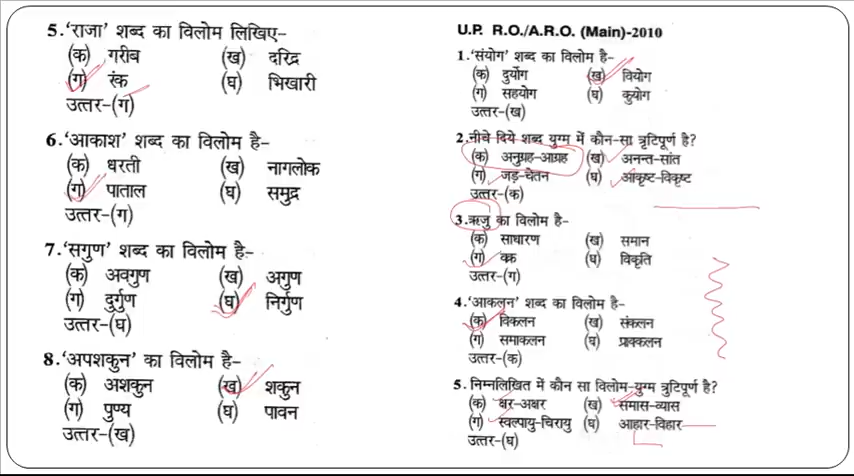 5. 'राजा' शब्द का विलोम लिखिए-
(क) गरीब (ख) दरिद्र
(ग) रंक (घ) भिखारी
उत्तर-(ग)
6. 'आकाश' शब्द का विलोम है-
(क) धरती (ख) नागलोक
(ग) पाताल (घ) समुद्र
उत्तर-(ग)
7. 'सगुण' शब्द का विलोम है-
(क) अवगुण (ख) अगुण
(ग) दुर्गुण (घ) निर्गुण
उत्तर-(घ)
8. 'अपशकुन' का विलोम है-
(क) अशकुन (ख) शकुन
(ग) पुण्य (घ) पावन
उत्तर-(ख)
U.P. R.O./A.R.O. (Main)-2010
1. 'संयोग' शब्द का विलोम है-
(क) दुर्योग (ख) वियोग
(ग) सहयोग (घ) कुयोग
उत्तर-(ख)
2. नीचे दिये शब्द युग्म में कौन-सा त्रृटिपूर्ण है?
(क) अनुग्रह-आग्रह (ख) अनन्त-सांत
(ग) जड़-चेतन (घ) आकृष्ट-विकृष्ट
उत्तर-(क)
3. ऋजु का विलोम है-
(क) साधारण (ख) समान
(ग) वक्र (घ) विकृति
उत्तर-(ग)
4. 'आकलन' शब्द का विलोम है-
(क) विकलन (ख) संकलन
(ग) समाकलन (घ) प्राक्कलन
उत्तर-(क)
5. निम्नलिखित में कौन सा विलोम-युग्म त्रुटिपूर्ण है?
(क) क्षर-अक्षर (ख) समास-व्यास
(ग) स्वल्पायु-चिरायु (घ) आहार-विहार
उत्तर-(घ)